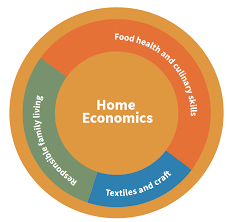 Home
Economics
Food health and culinary skills
Textiles and craft
Responsible family living